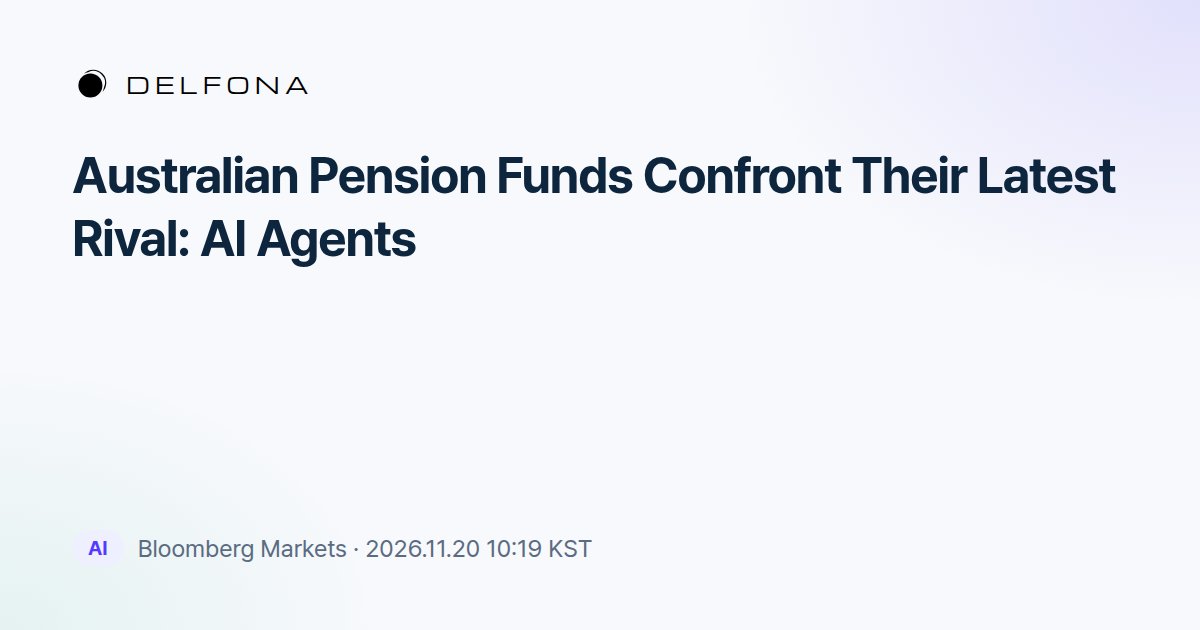 DELFONA
Australian Pension Funds Confront Their Latest
Rival: AI Agents
AI Bloomberg Markets · 2026.11.20 10:19 KST